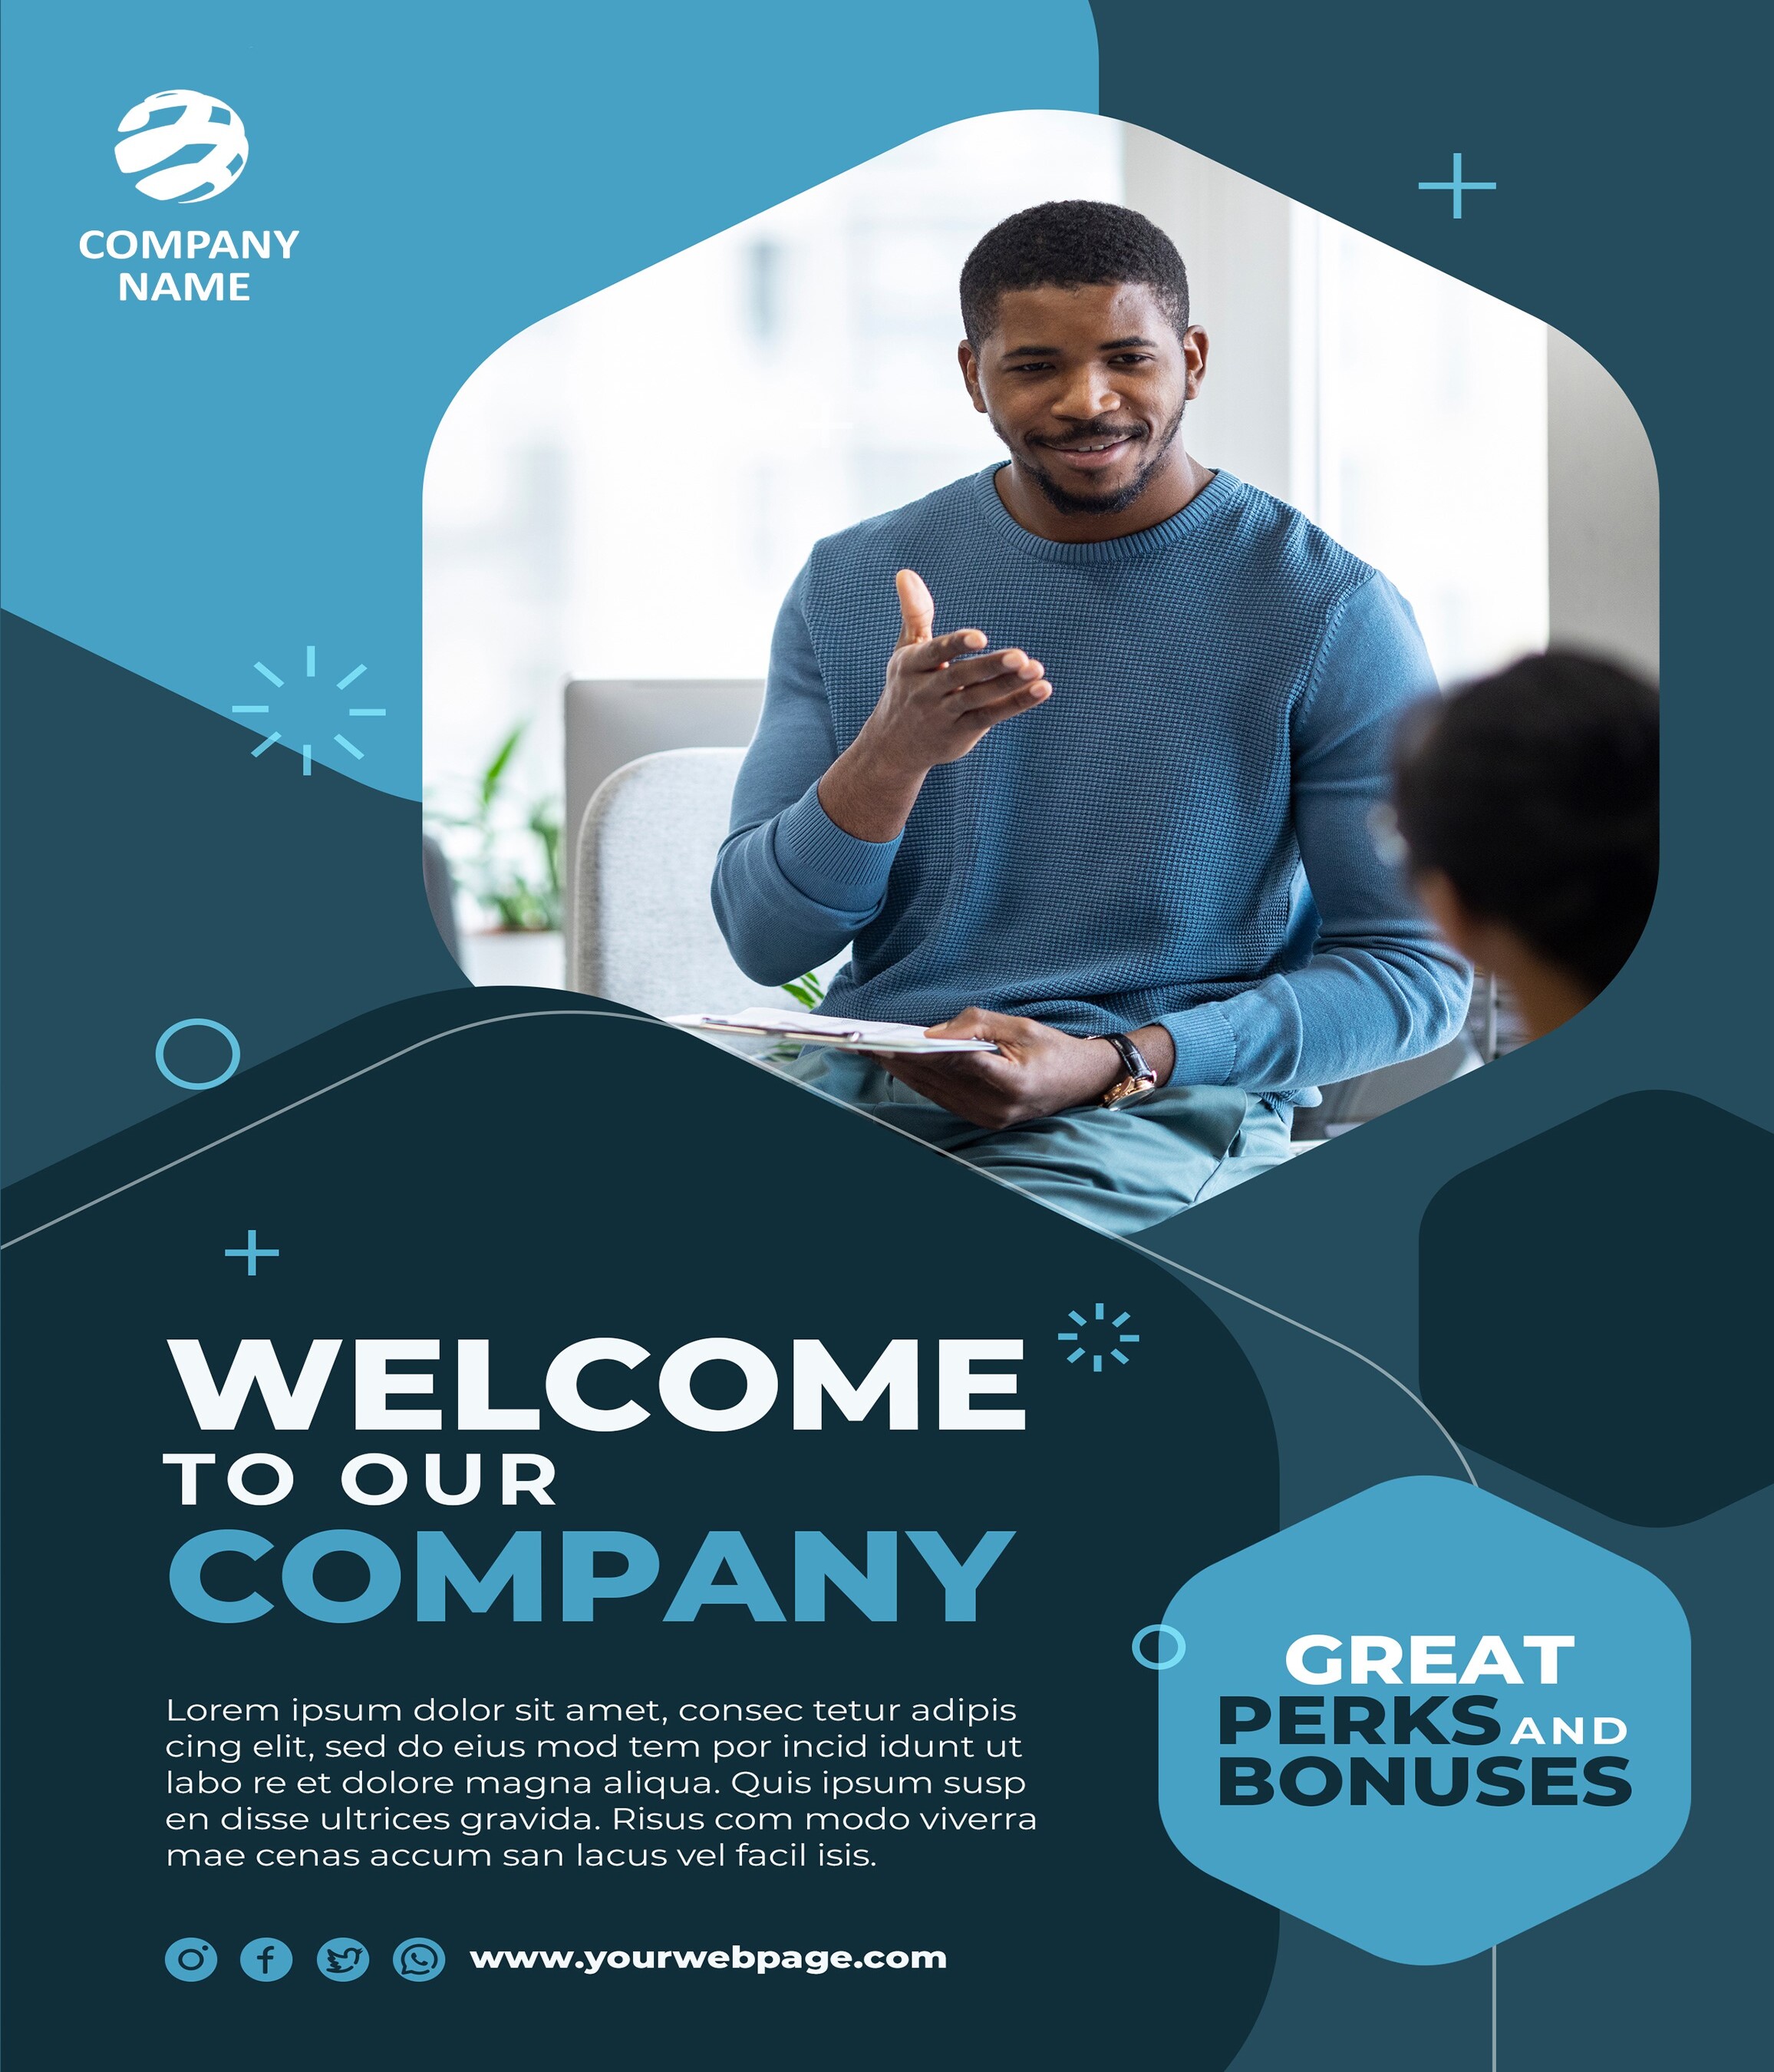 COMPANY
NAME
WELCOME
TO OUR
COMPANY
Lorem ipsum dolor sit amet, consec tetur adipis
cing elit, sed do eius mod tem por incid idunt ut
labo re et dolore magna aliqua. Quis ipsum susp
en disse ultrices gravida. Risus com modo viverra
mae cenas accum san lacus vel facil isis.
www.yourwebpage.com
GREAT
PERKS AND
BONUSES